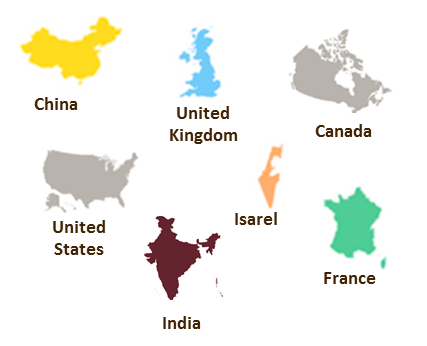 China
United
Kingdom
Canada
United
States
Isarel
France
India